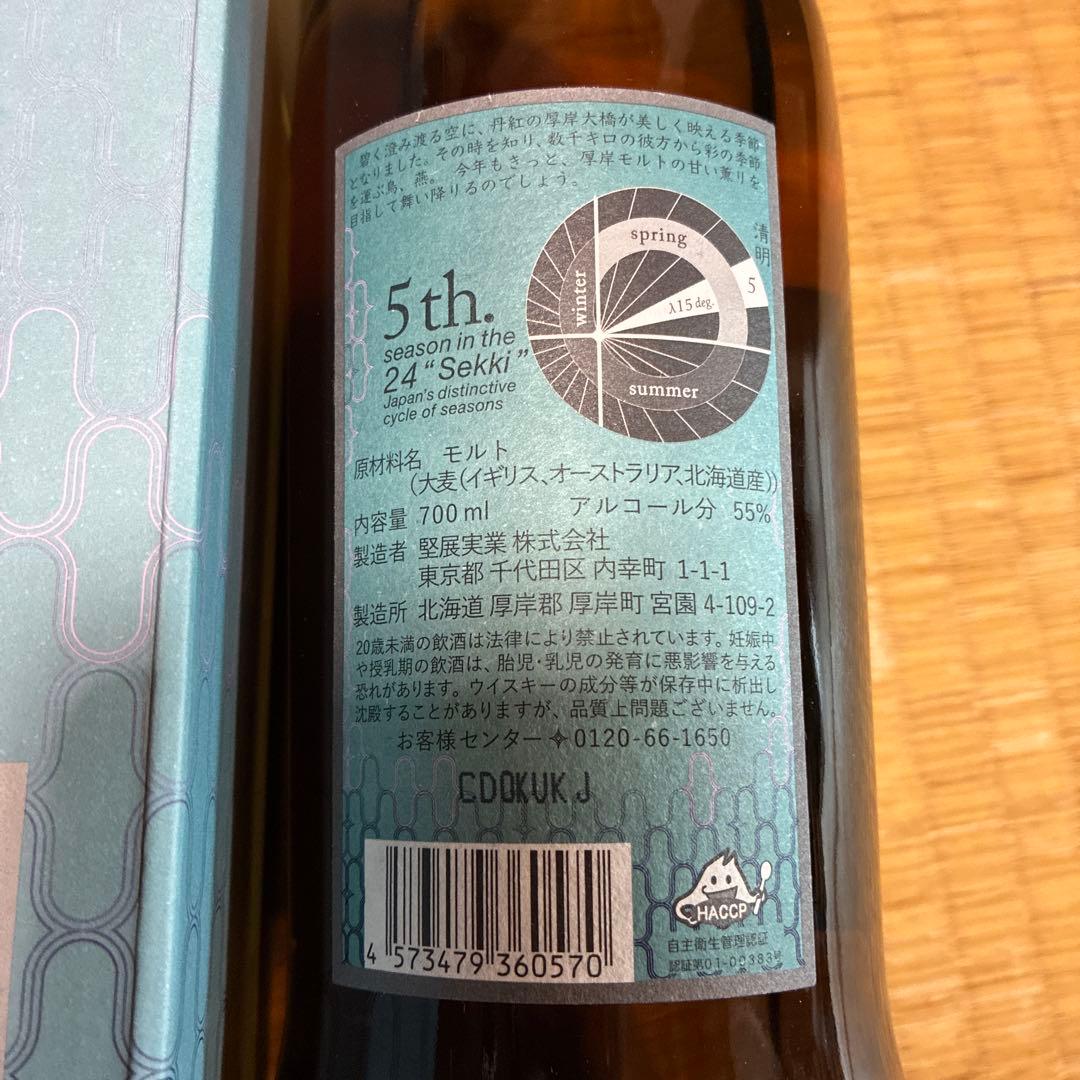 碧く澄み渡る空に、丹紅の厚岸大橋が美しく映える季節
となりました。その時を知り、数千キロの彼方から彩の季節
を運ぶ鳥、燕。今年もきっと、厚岸モルトの甘い薫りを
目指して舞い降りるのでしょう。
清明
spring
5
λ15 deg.
winter
summer
5th.
season in the
24 “Sekki”
Japan's distinctive
cycle of seasons
原材料名 モルト
(大麦(イギリス、オーストラリア、北海道産))
内容量 700 ml アルコール分 55%
製造者 堅展実業 株式会社
東京都 千代田区 内幸町 1-1-1
製造所 北海道 厚岸郡 厚岸町 宮園 4-109-2
20歳未満の飲酒は法律により禁止されています。妊娠中
や授乳期の飲酒は、胎児・乳児の発育に悪影響を与える
恐れがあります。ウイスキーの成分等が保存中に析出し
沈殿することがありますが、品質上問題ございません。
お客様センター✧0120-66-1650
CDOKUK J
4 573479 360570
HACCP
自主衛生管理認証
認証第01-00383号